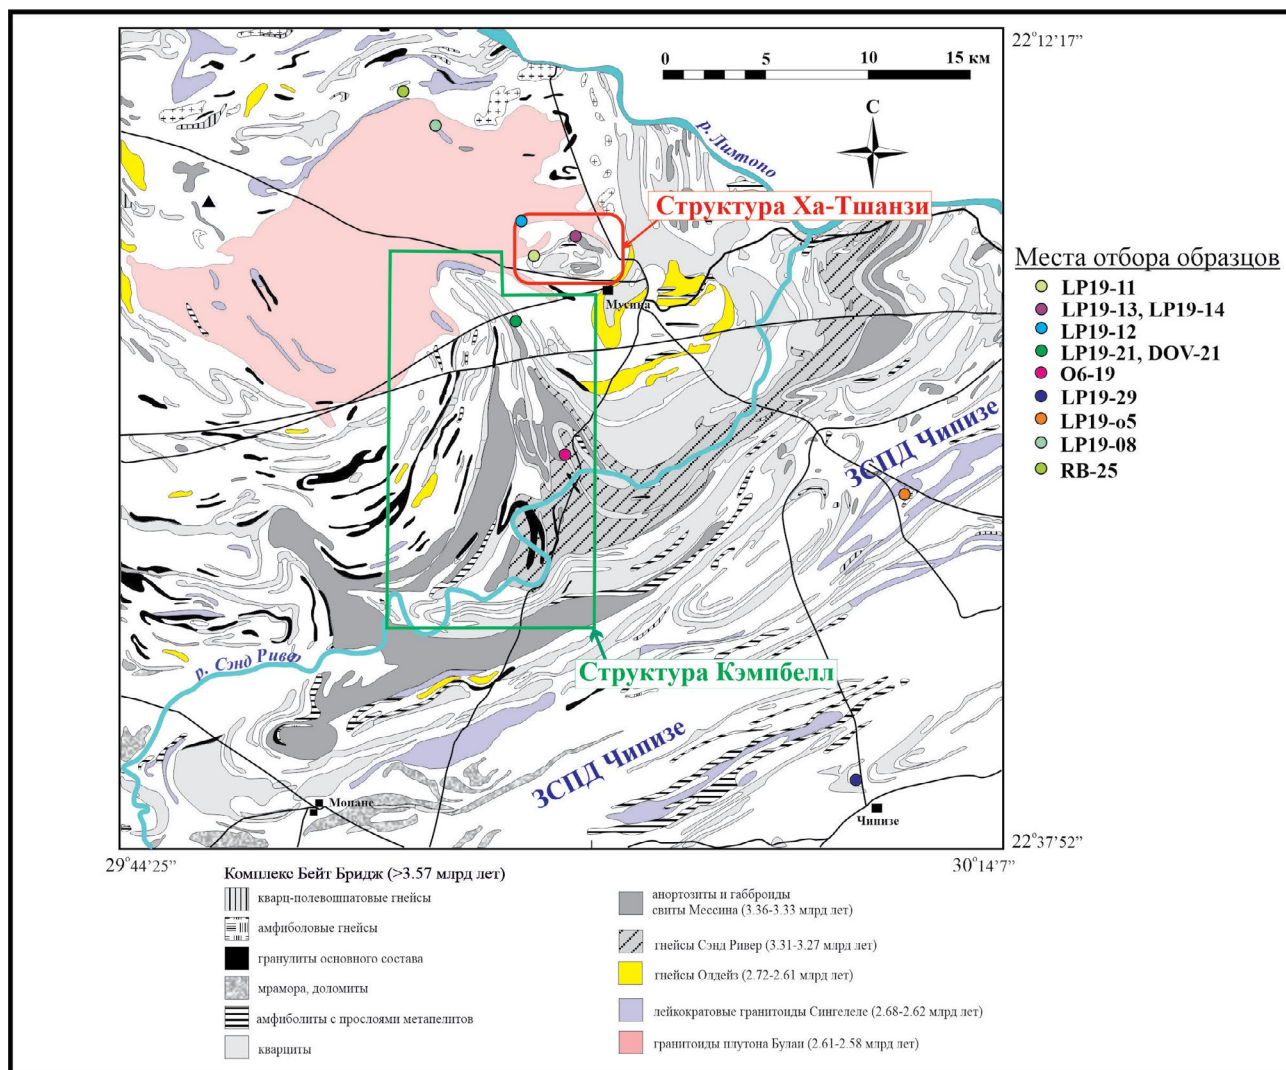 22°12'17”
0 5 10 15 км
С
р. Лимпопо
Структура Ха-Тшанзи
Места отбора образцов
LP19-11
LP19-13, LP19-14
LP19-12
LP19-21, DOV-21
O6-19
LP19-29
LP19-o5
LP19-08
RB-25
Мусина
ЗСПД Чипизе
р. Сэнд Ривер
Структура Кэмпбелл
ЗСПД Чипизе
Мопане
Чипизе
22°37'52”
29°44'25”
30°14'7”
Комплекс Бейт Бридж (>3.57 млрд лет)
кварц-полевошпатовые гнейсы
амфиболовые гнейсы
гранулиты основного состава
мрамора, доломиты
амфиболиты с прослоями метапелитов
кварциты
анортозиты и габброиды
свиты Мессина (3.36-3.33 млрд лет)
гнейсы Сэнд Ривер (3.31-3.27 млрд лет)
гнейсы Олдейз (2.72-2.61 млрд лет)
лейкократовые гранитоиды Сингелеле (2.68-2.62 млрд лет)
гранитоиды плутона Булаи (2.61-2.58 млрд лет)